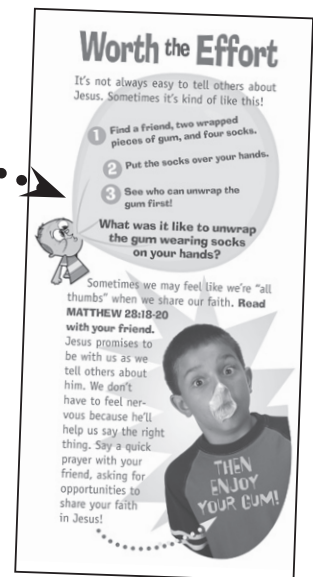 Worth the Effort
It's not always easy to tell others about
Jesus. Sometimes it's kind of like this!
1 Find a friend, two wrapped
pieces of gum, and four socks.
2 Put the socks over your hands.
3 See who can unwrap the
gum first!
What was it like to unwrap
the gum wearing socks
on your hands?
Sometimes we may feel like we're "all
thumbs" when we share our faith. Read
MATTHEW 28:18-20
with your friend.
Jesus promises to
be with us as we
tell others about
him. We don't
have to feel ner-
vous because he'll
help us say the right
thing. Say a quick
prayer with your
friend, asking for
opportunities to
share your faith
in Jesus!
THEN
ENJOY
YOUR GUM!